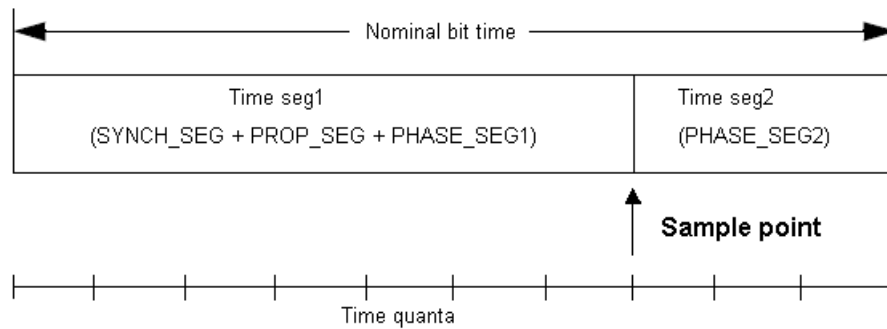 Nominal bit time
Time seg1
(SYNCH_SEG + PROP_SEG + PHASE_SEG1)
Time seg2
(PHASE_SEG2)
Sample point
Time quanta